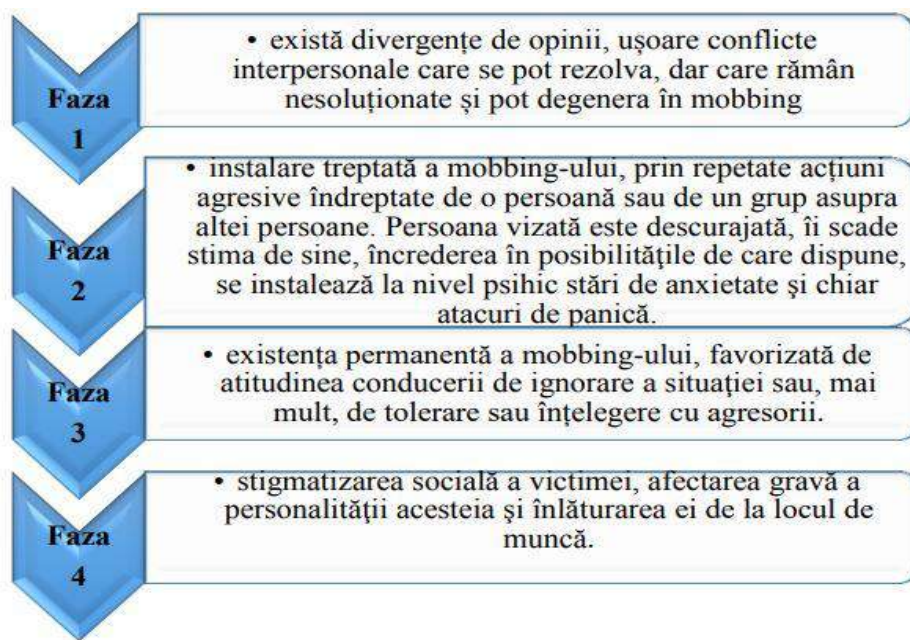 Faza
1
• există divergențe de opinii, ușoare conflicte
interpersonale care se pot rezolva, dar care rămân
nesoluționate și pot degenera în mobbing
Faza
2
• instalare treptată a mobbing-ului, prin repetate acțiuni
agresive îndreptate de o persoană sau de un grup asupra
altei persoane. Persoana vizată este descurajată, îi scade
stima de sine, încrederea în posibilităţile de care dispune,
se instalează la nivel psihic stări de anxietate şi chiar
atacuri de panică.
Faza
3
• existența permanentă a mobbing-ului, favorizată de
atitudinea conducerii de ignorare a situaţiei sau, mai
mult, de tolerare sau înțelegere cu agresorii.
Faza
4
• stigmatizarea socială a victimei, afectarea gravă a
personalităţii acesteia şi înlăturarea ei de la locul de
muncă.